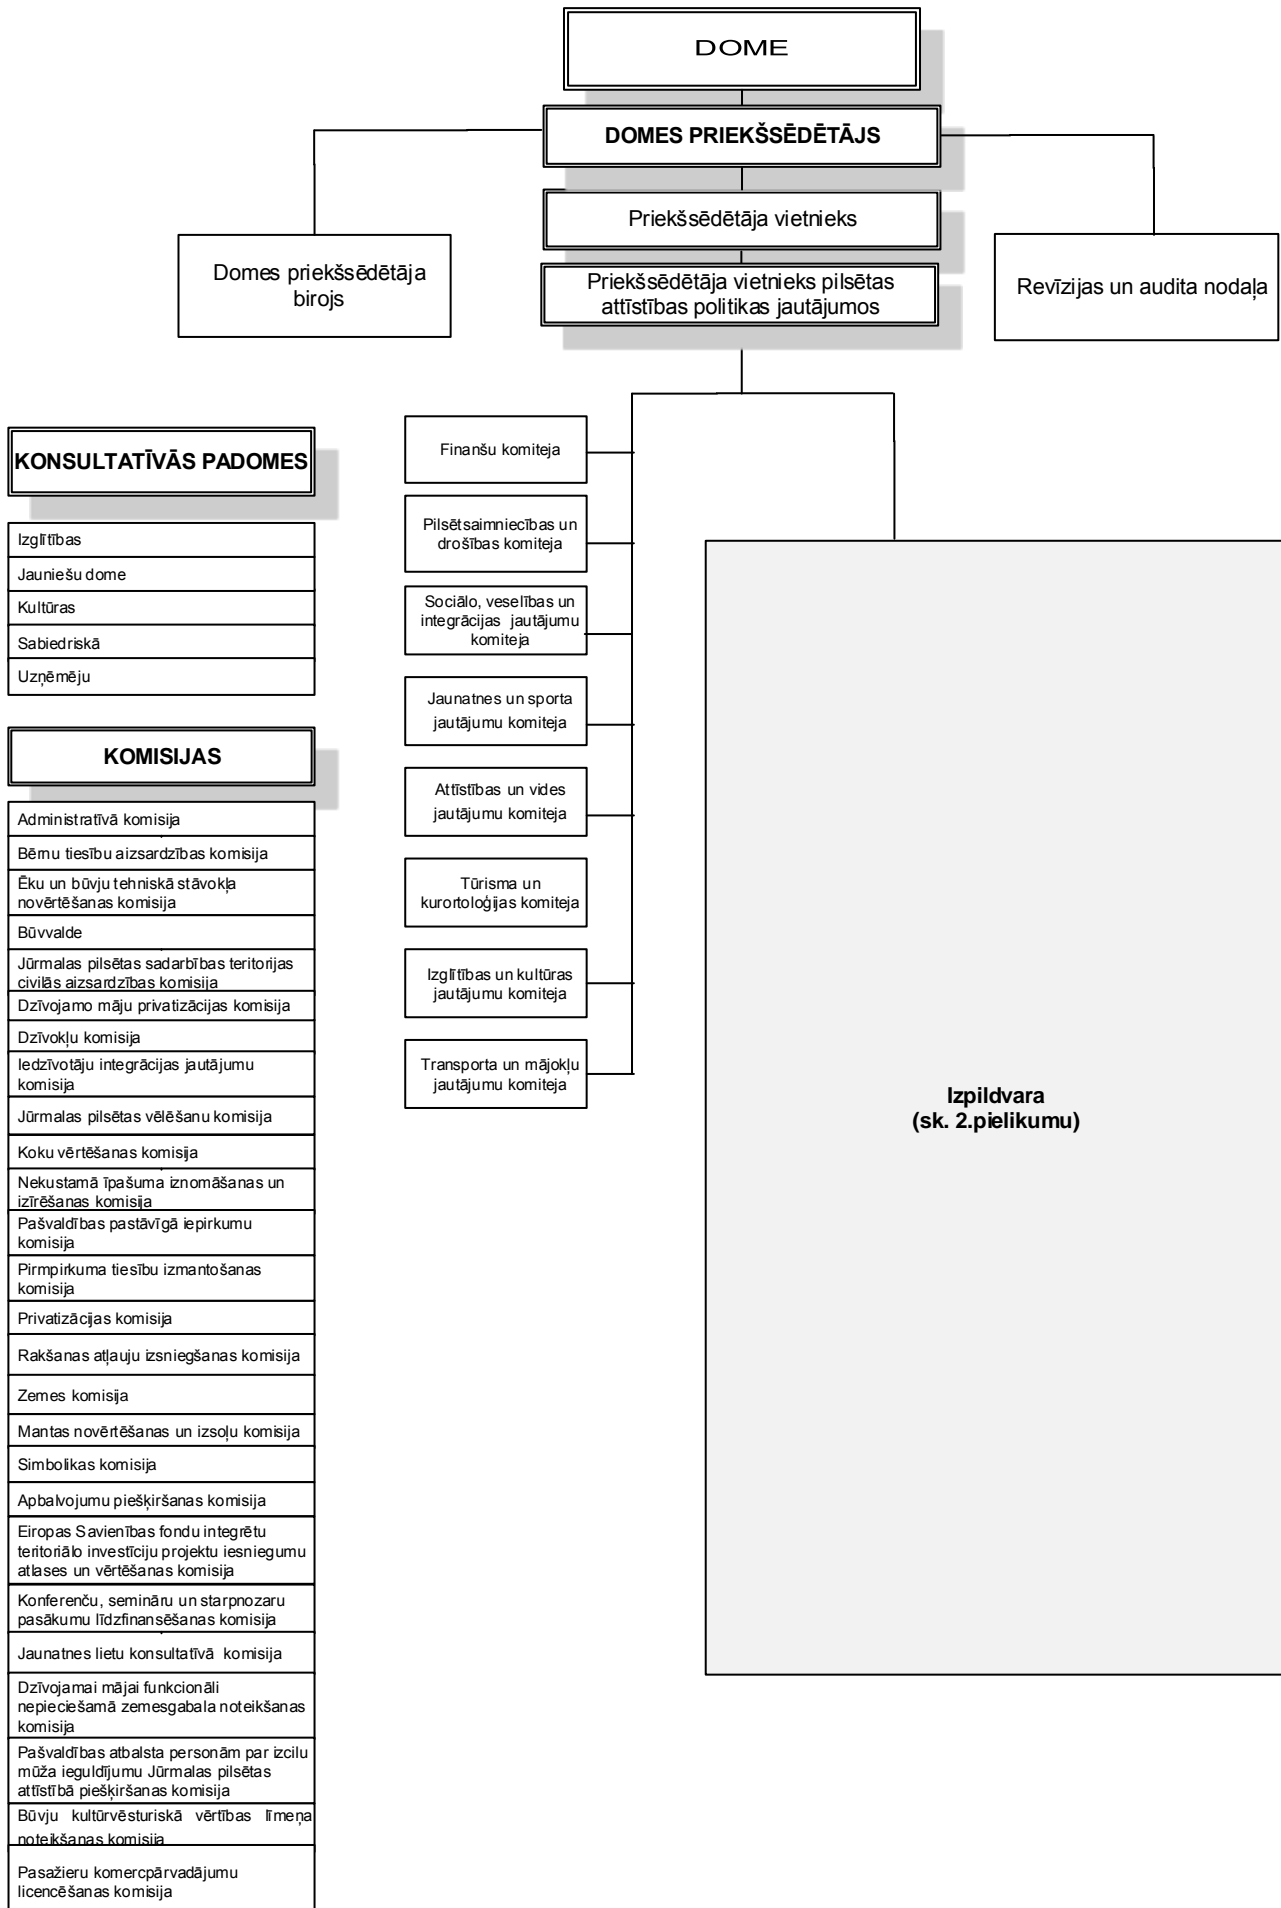 DOME
DOMES PRIEKŠSĒDĒTĀJS
Priekšsēdētāja vietnieks
Domes priekšsēdētāja
birojs
Priekšsēdētāja vietnieks pilsētas
attīstības politikas jautājumos
Revīzijas un audita nodaļa
KONSULTATĪVĀS PADOMES
Izglītības
Jauniešu dome
Kultūras
Sabiedriskā
Uzņēmēju
KOMISIJAS
Administratīvā komisija
Bērnu tiesību aizsardzības komisija
Ēku un būvju tehniskā stāvokļa
novērtēšanas komisija
Būvvalde
Jūrmalas pilsētas sadarbības teritorijas
civilās aizsardzības komisija
Dzīvojamo māju privatizācijas komisija
Dzīvokļu komisija
Iedzīvotāju integrācijas jautājumu
komisija
Jūrmalas pilsētas vēlēšanu komisija
Koku vērtēšanas komisija
Nekustamā īpašuma iznomāšanas un
izīrēšanas komisija
Pašvaldības pastāvīgā iepirkumu
komisija
Pirmpirkuma tiesību izmantošanas
komisija
Privatizācijas komisija
Rakšanas atļauju izsniegšanas komisija
Zemes komisija
Mantas novērtēšanas un izsoļu komisija
Simbolikas komisija
Apbalvojumu piešķiršanas komisija
Eiropas Savienības fondu integrētu
teritoriālo investīciju projektu iesniegumu
atlases un vērtēšanas komisija
Konferenču, semināru un starpnozaru
pasākumu līdzfinansēšanas komisija
Jaunatnes lietu konsultatīvā komisija
Dzīvojamai mājai funkcionāli
nepieciešamā zemesgabala noteikšanas
komisija
Pašvaldības atbalsta personām par izcilu
mūža ieguldījumu Jūrmalas pilsētas
attīstībā piešķiršanas komisija
Būvju kultūrvēsturiskā vērtības līmeņa
noteikšanas komisija
Pasažieru komercpārvadājumu
licencēšanas komisija
Finanšu komiteja
Pilsētsaimniecības un
drošības komiteja
Sociālo, veselības un
integrācijas jautājumu
komiteja
Jaunatnes un sporta
jautājumu komiteja
Attīstības un vides
jautājumu komiteja
Tūrisma un
kurortoloģijas komiteja
Izglītības un kultūras
jautājumu komiteja
Transporta un mājokļu
jautājumu komiteja
Izpildvara
(sk. 2.pielikumu)